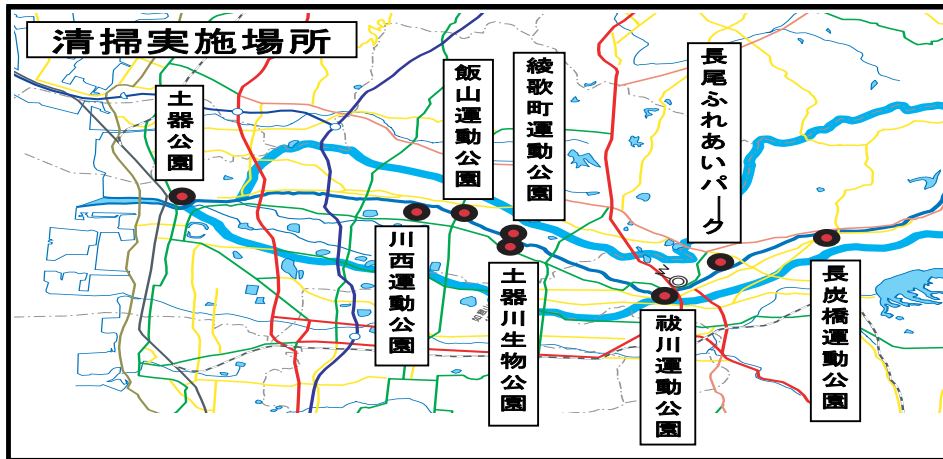 清掃実施場所
土器公園
飯山運動公園
綾歌町運動公園
長尾ふれあいパーク
川西運動公園
土器川生物公園
祓川運動公園
長炭橋運動公園